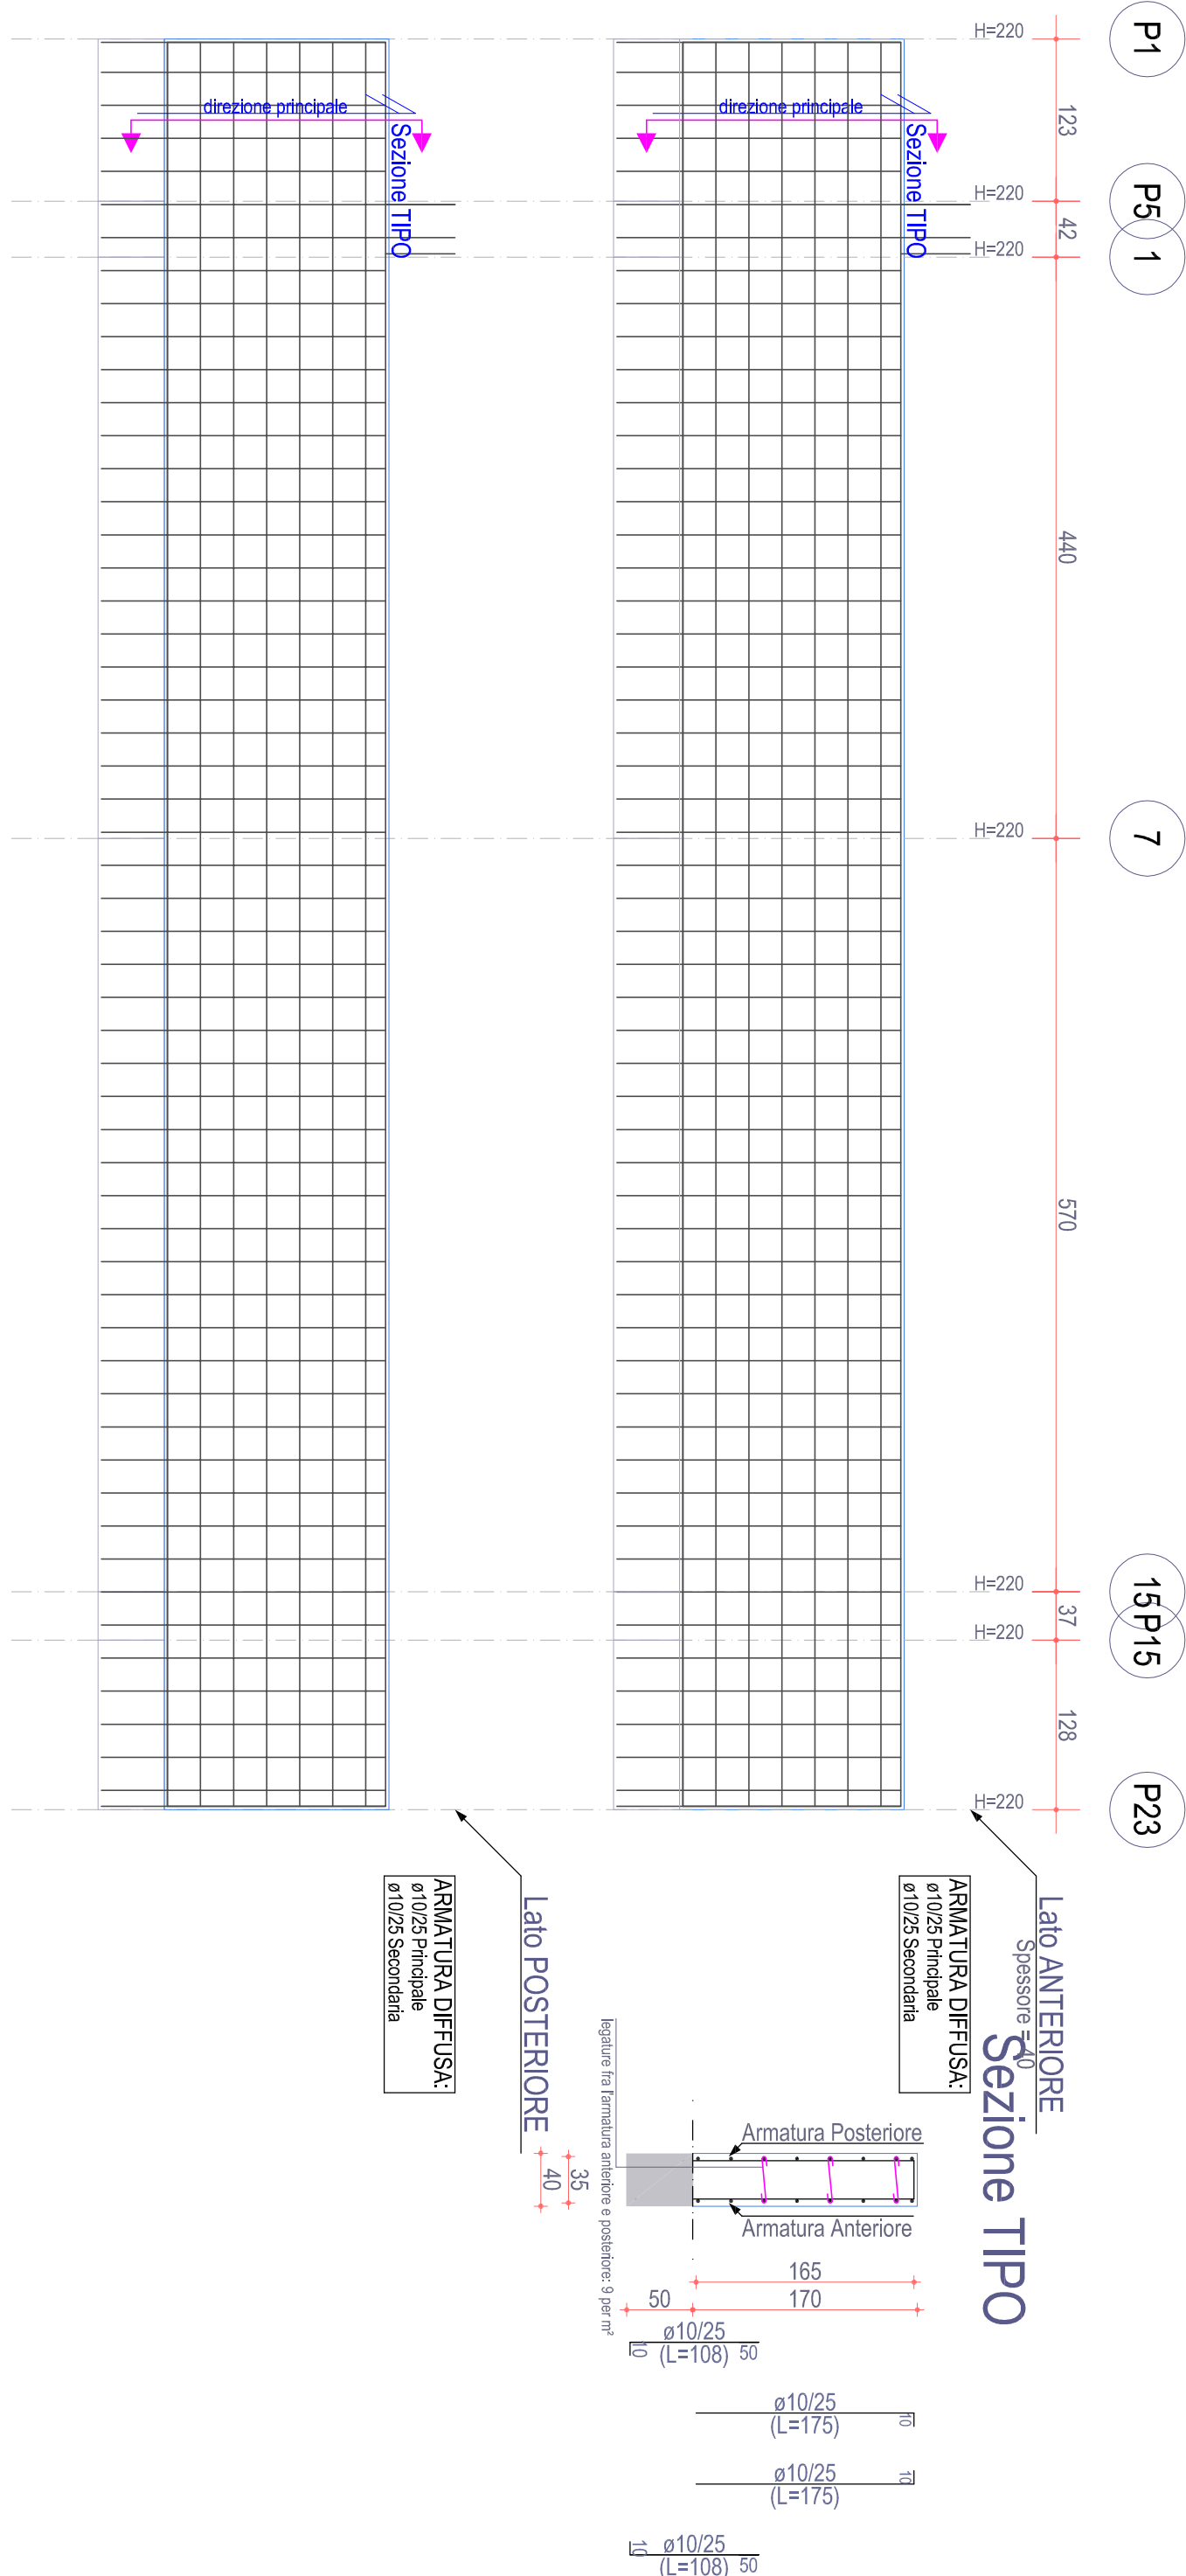 P1
P5
1
7
15
P15
P23
123
42
440
570
37
128
H=220
H=220
H=220
H=220
H=220
H=220
H=220
direzione principale
Sezione TIPO
direzione principale
Sezione TIPO
Lato ANTERIORE
Spessore = 40
ARMATURA DIFFUSA:
ø10/25 Principale
ø10/25 Secondaria
Lato POSTERIORE
ARMATURA DIFFUSA:
ø10/25 Principale
ø10/25 Secondaria
Sezione TIPO
Armatura Posteriore
Armatura Anteriore
legature fra l'armatura anteriore e posteriore: 9 per m²
35
40
165
50
170
ø10/25
(L=108)
10
50
ø10/25
(L=175)
10
ø10/25
(L=175)
10
ø10/25
(L=108)
10
50